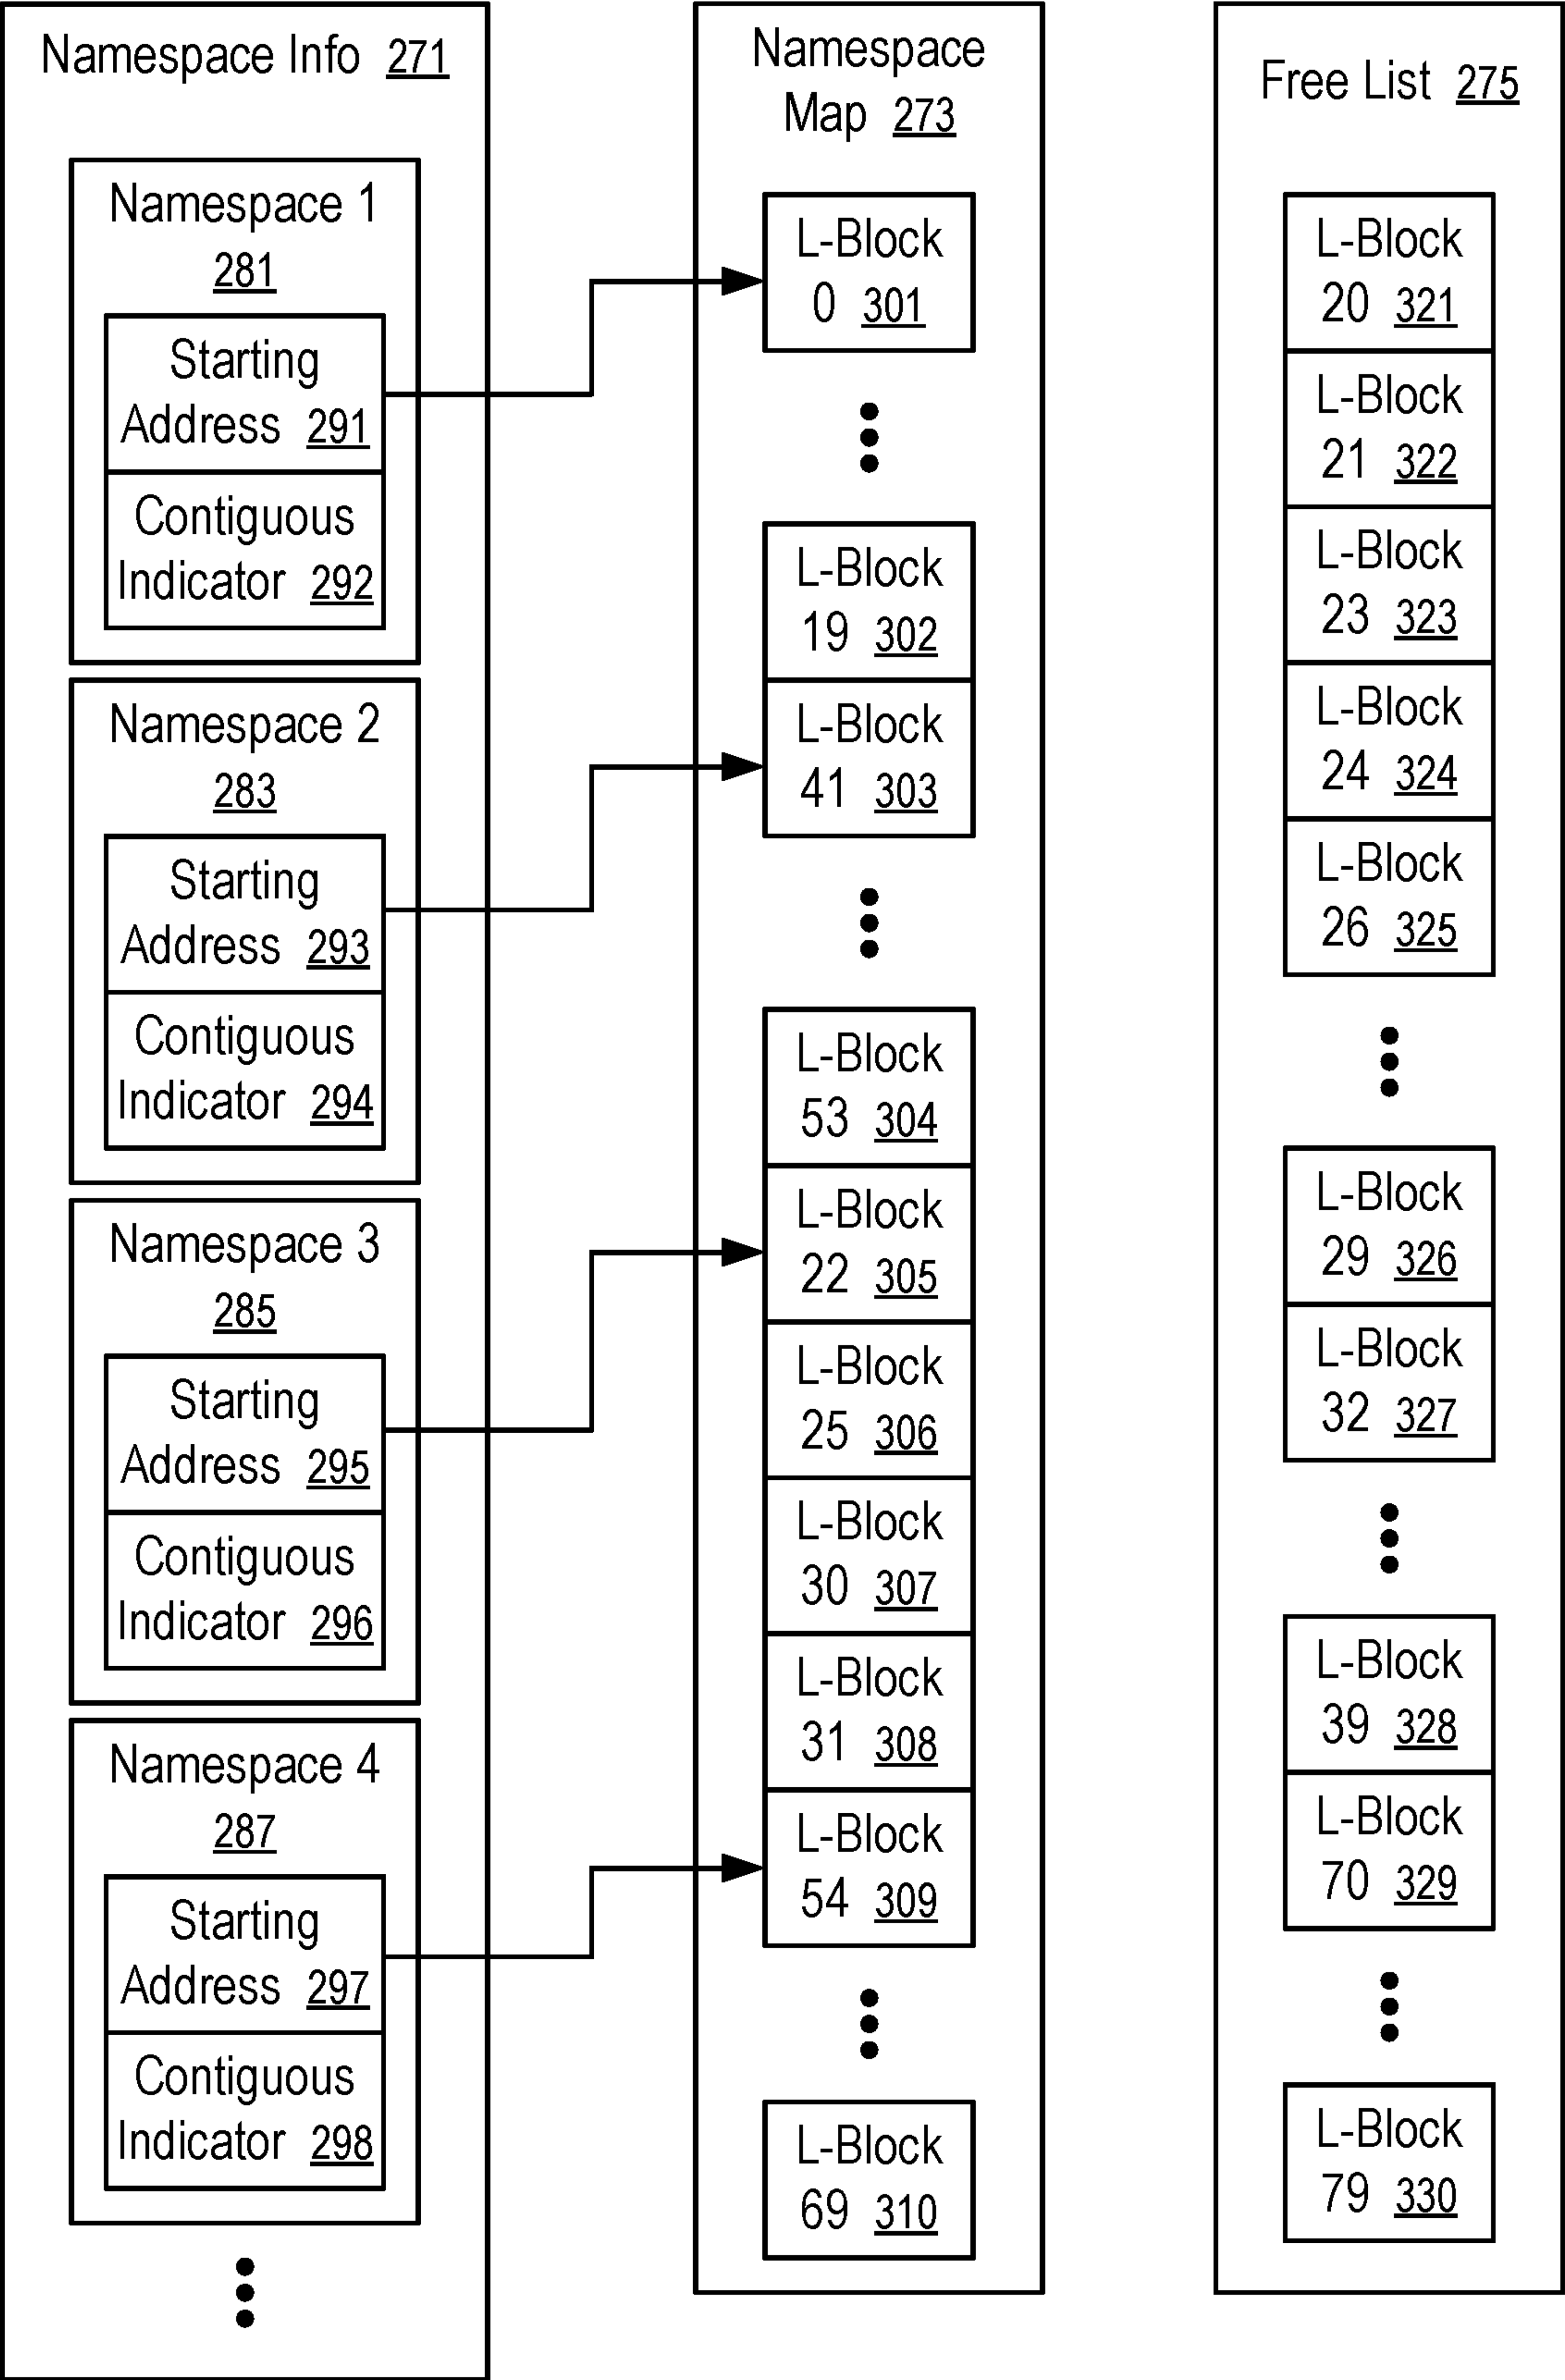 Namespace Info 271
Namespace 1
281
Starting
Address 291
Contiguous
Indicator 292
Namespace 2
283
Starting
Address 293
Contiguous
Indicator 294
Namespace 3
285
Starting
Address 295
Contiguous
Indicator 296
Namespace 4
287
Starting
Address 297
Contiguous
Indicator 298
Namespace
Map 273
L-Block
0 301
L-Block
19 302
L-Block
41 303
L-Block
53 304
L-Block
22 305
L-Block
25 306
L-Block
30 307
L-Block
31 308
L-Block
54 309
L-Block
69 310
Free List 275
L-Block
20 321
L-Block
21 322
L-Block
23 323
L-Block
24 324
L-Block
26 325
L-Block
29 326
L-Block
32 327
L-Block
39 328
L-Block
70 329
L-Block
79 330